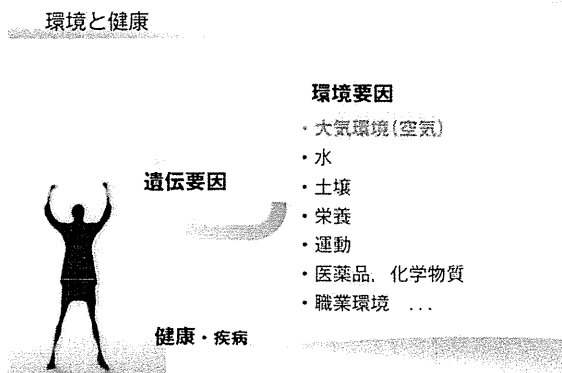 環境と健康
環境要因
・大気環境(空気)
・水
・土壌
・栄養
・運動
・医薬品，化学物質
・職業環境 ...
遺伝要因
健康・疾病